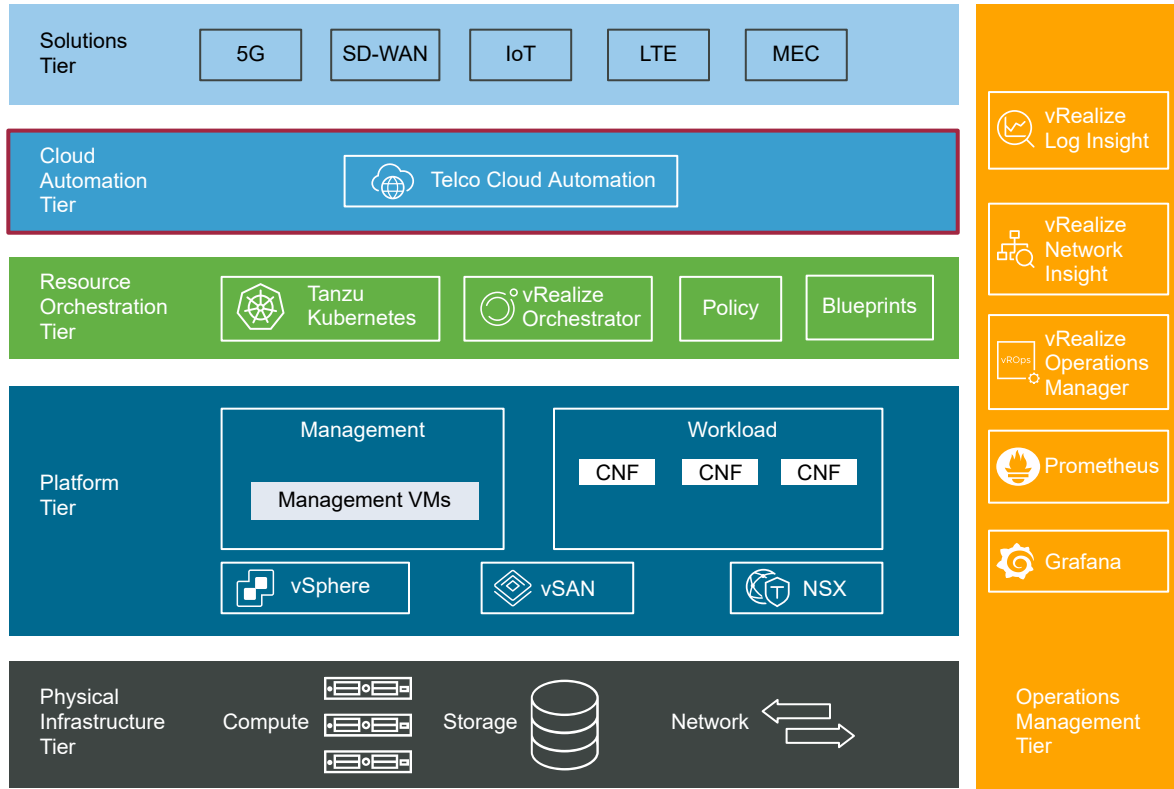 Solutions
Tier
5G
SD-WAN
IoT
LTE
MEC
Cloud
Automation
Tier
Telco Cloud Automation
Resource
Orchestration
Tier
Tanzu
Kubernetes
vRealize
Orchestrator
Policy
Blueprints
Platform
Tier
Management
Management VMs
Workload
CNF
CNF
CNF
vSphere
vSAN
T
NSX
Physical
Infrastructure
Tier
Compute
Storage
Network
vRealize
Log Insight
vRealize
Network
Insight
vROps
vRealize
Operations
Manager
Prometheus
Grafana
Operations
Management
Tier